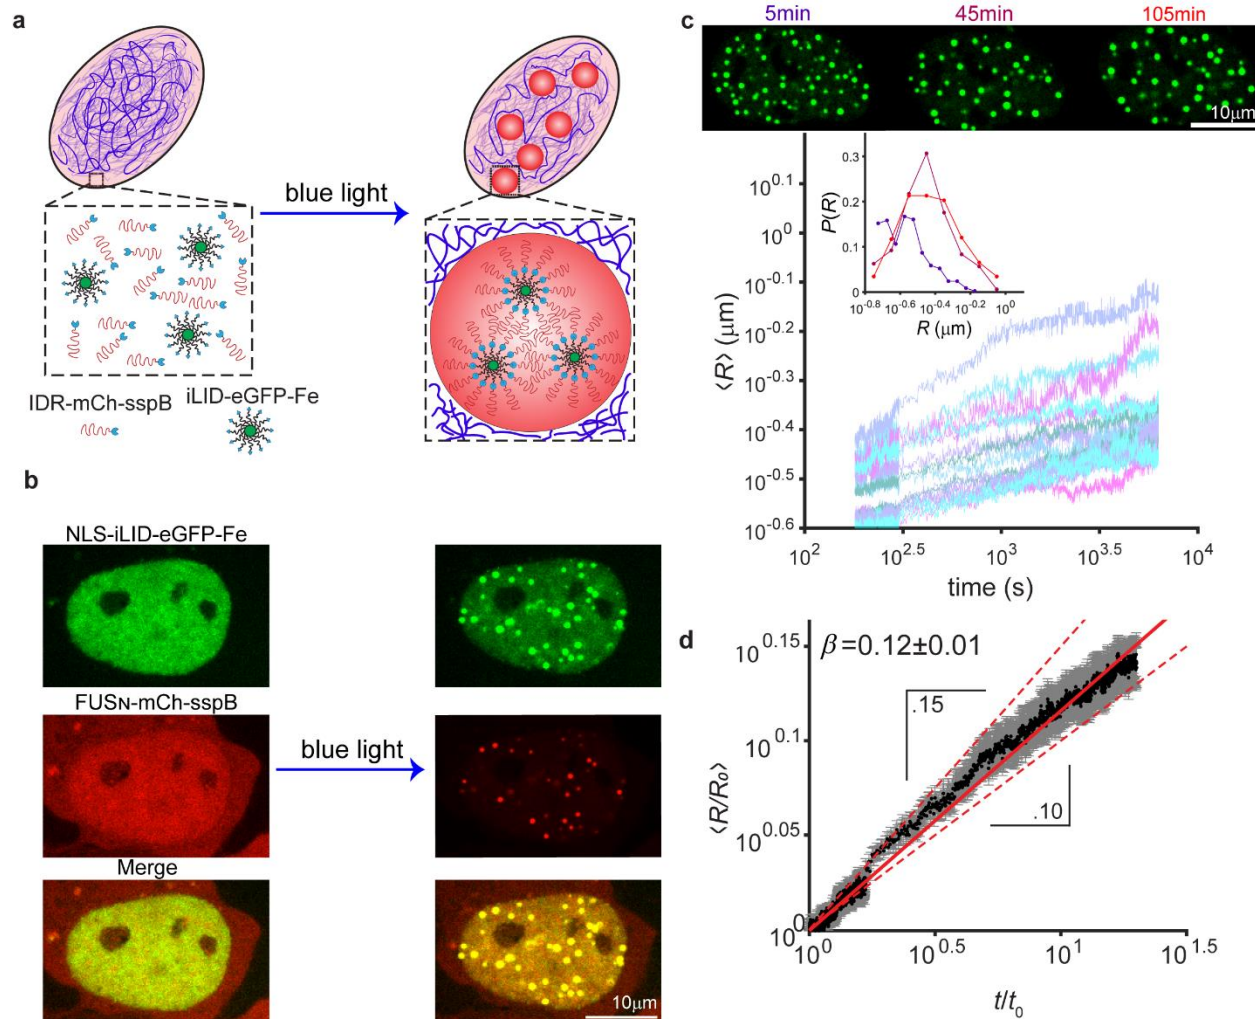 a
blue light
IDR-mCh-sspB
iLID-eGFP-Fe
b
NLS-iLID-eGFP-Fe
FUSN-mCh-sspB
blue light
Merge
10μm
c
5min 45min 105min
10μm
10^0.1
10^0
10^-0.1
10^-0.2
10^-0.3
10^-0.4
10^-0.5
10^-0.6
⟨R⟩ (μm)
0.3
0.2
0.1
0
P(R)
10^-0.8 10^-0.6 10^-0.4 10^-0.2 10^0
R (μm)
10^2 10^2.5 10^3 10^3.5 10^4
time (s)
d
β=0.12±0.01
10^0.15
10^0.1
10^0.05
10^0
⟨R/R₀⟩
.15
.10
10^0 10^0.5 10^1 10^1.5
t/t₀